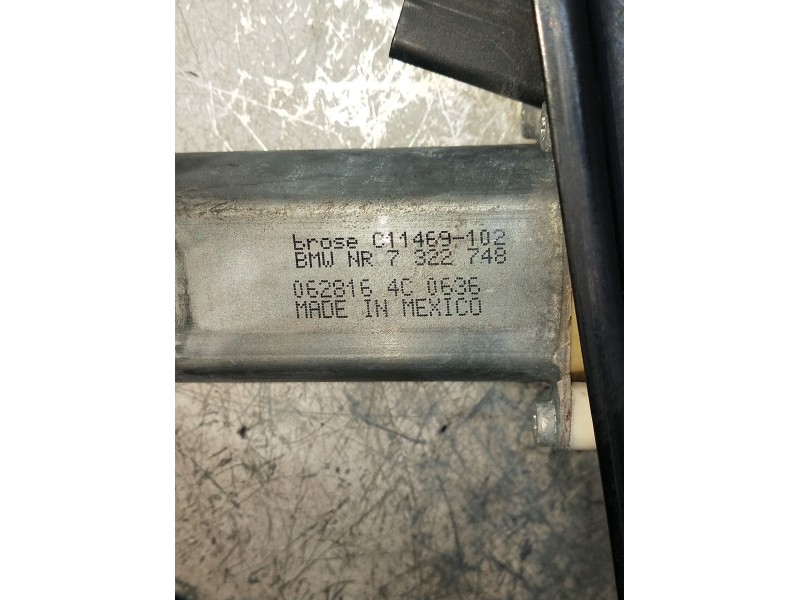 brose C11469-102
BMW NR 7 322 748
062816 4C 0636
MADE IN MEXICO